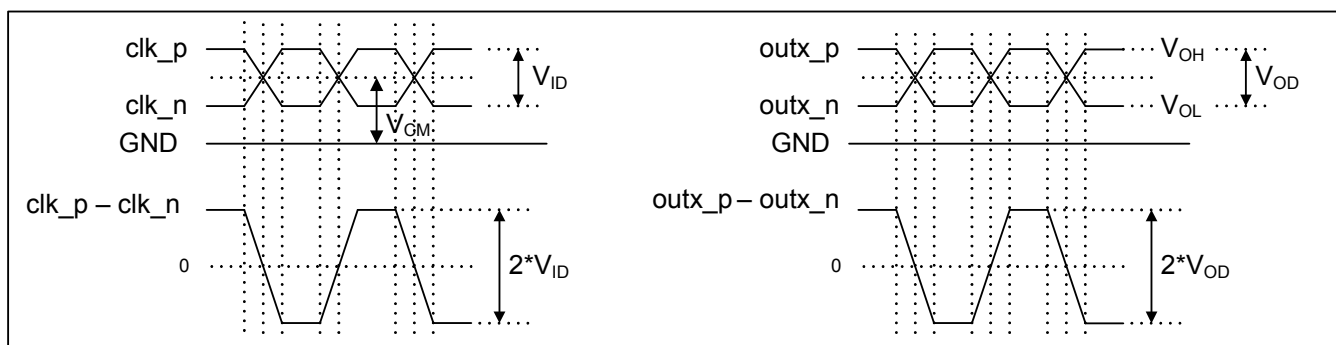 clk_p
V_ID
clk_n
V_CM
GND
clk_p – clk_n
0
2*V_ID
outx_p
V_OH
V_OD
outx_n
V_OL
GND
outx_p – outx_n
0
2*V_OD